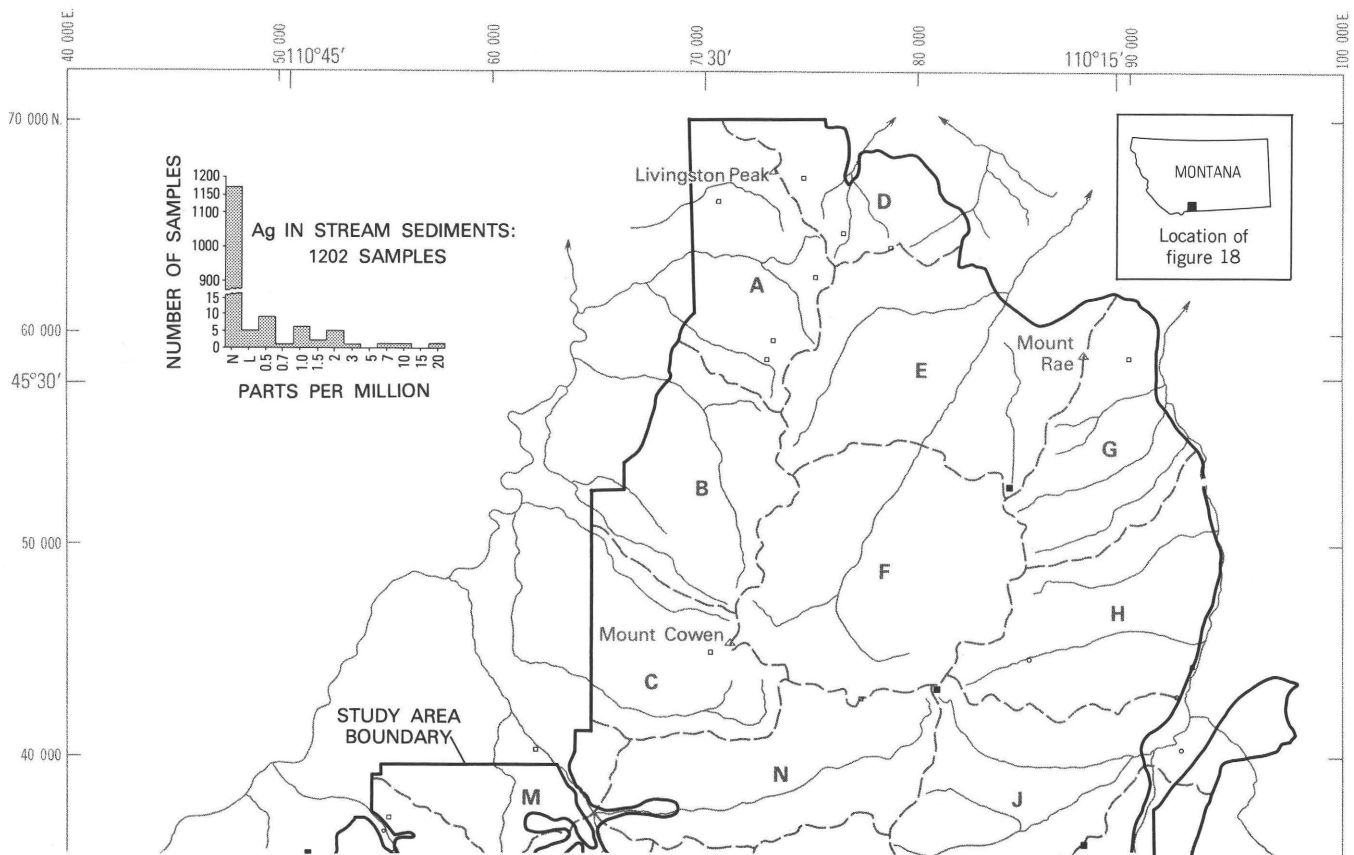 40 000 E.
50 000
110°45′
60 000
70 000
30′
80 000
110°15′
90 000
100 000 E.
70 000 N.
60 000
45°30′
50 000
40 000
NUMBER OF SAMPLES
1200
1150
1100
1000
900
15
10
5
0
N
L
0.5
0.7
1.0
1.5
2
3
5
7
10
15
20
PARTS PER MILLION
Ag IN STREAM SEDIMENTS:
1202 SAMPLES
MONTANA
Location of
figure 18
Livingston Peak
D
A
E
Mount
Rae
G
B
F
H
Mount Cowen
C
STUDY AREA
BOUNDARY
N
M
J